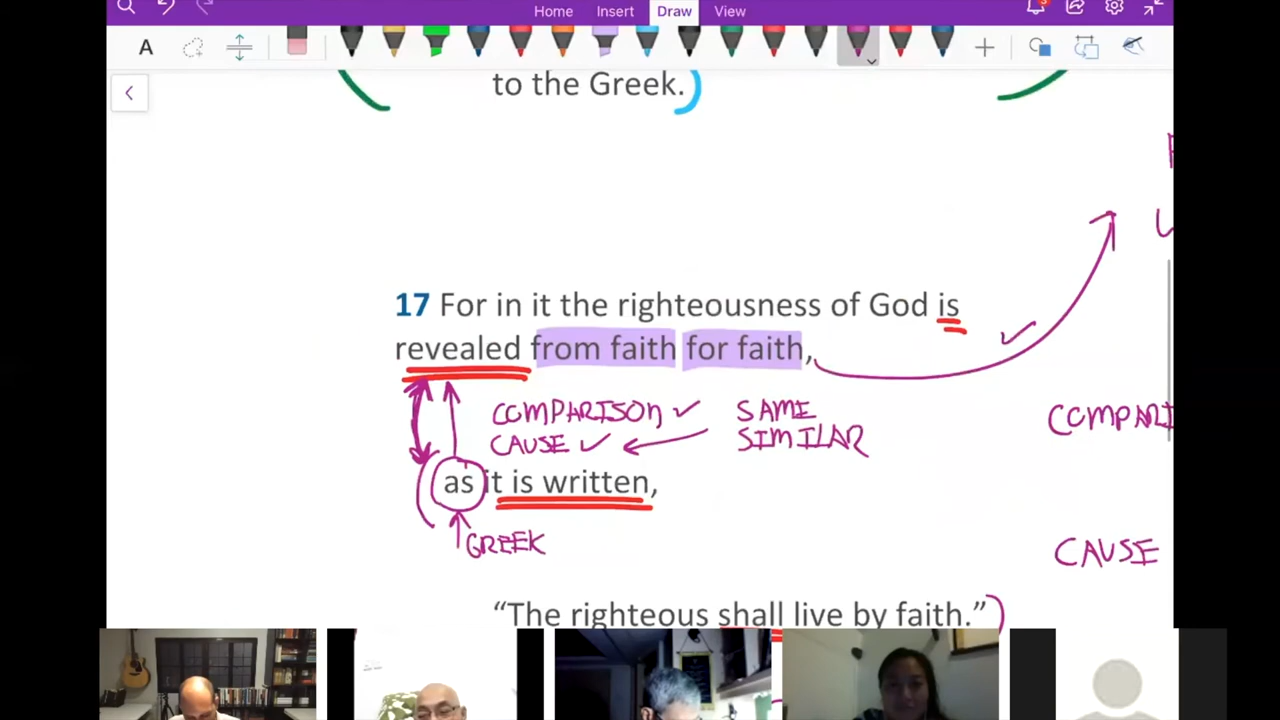 Home Insert Draw View
A
to the Greek.)
17 For in it the righteousness of God is
revealed from faith for faith,
COMPARISON ✓ SAME
CAUSE ✓ SIMILAR
COMPARI
as it is written,
GREEK
CAUSE
“The righteous shall live by faith.”